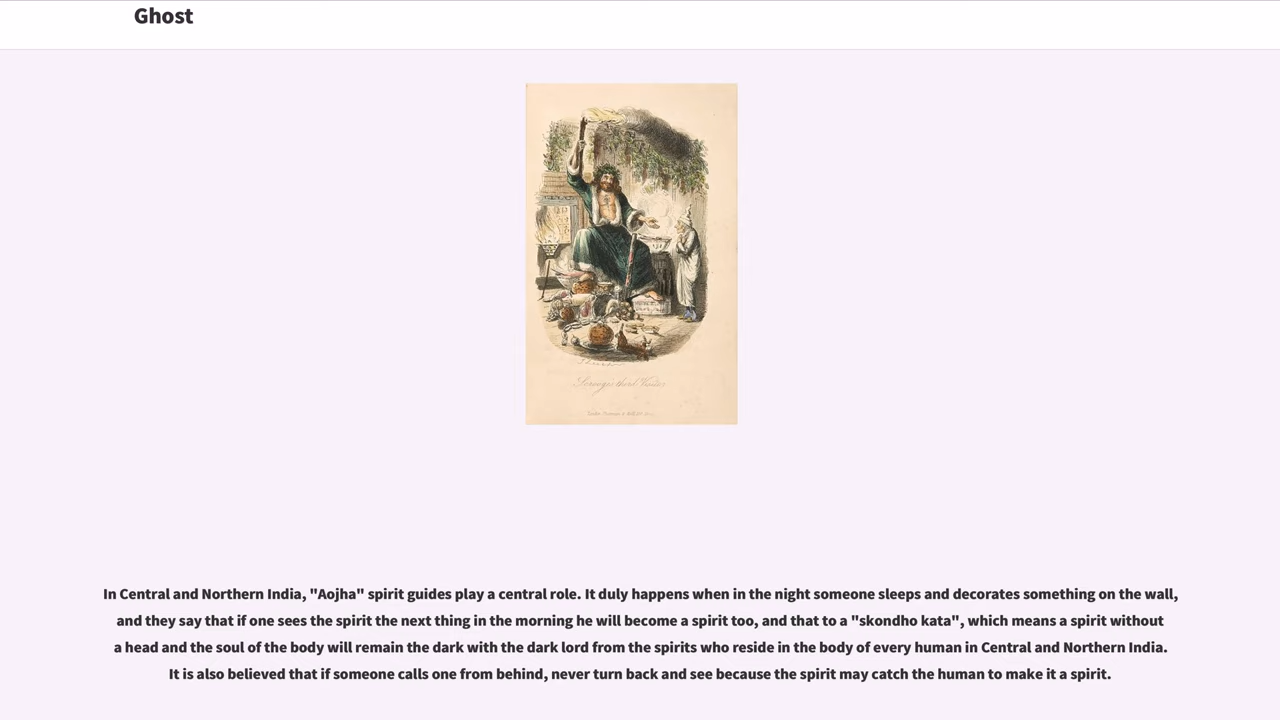 Ghost
Scrooge's third Visitor
In Central and Northern India, "Aojha" spirit guides play a central role. It duly happens when in the night someone sleeps and decorates something on the wall,
and they say that if one sees the spirit the next thing in the morning he will become a spirit too, and that to a "skondho kata", which means a spirit without
a head and the soul of the body will remain the dark with the dark lord from the spirits who reside in the body of every human in Central and Northern India.
It is also believed that if someone calls one from behind, never turn back and see because the spirit may catch the human to make it a spirit.